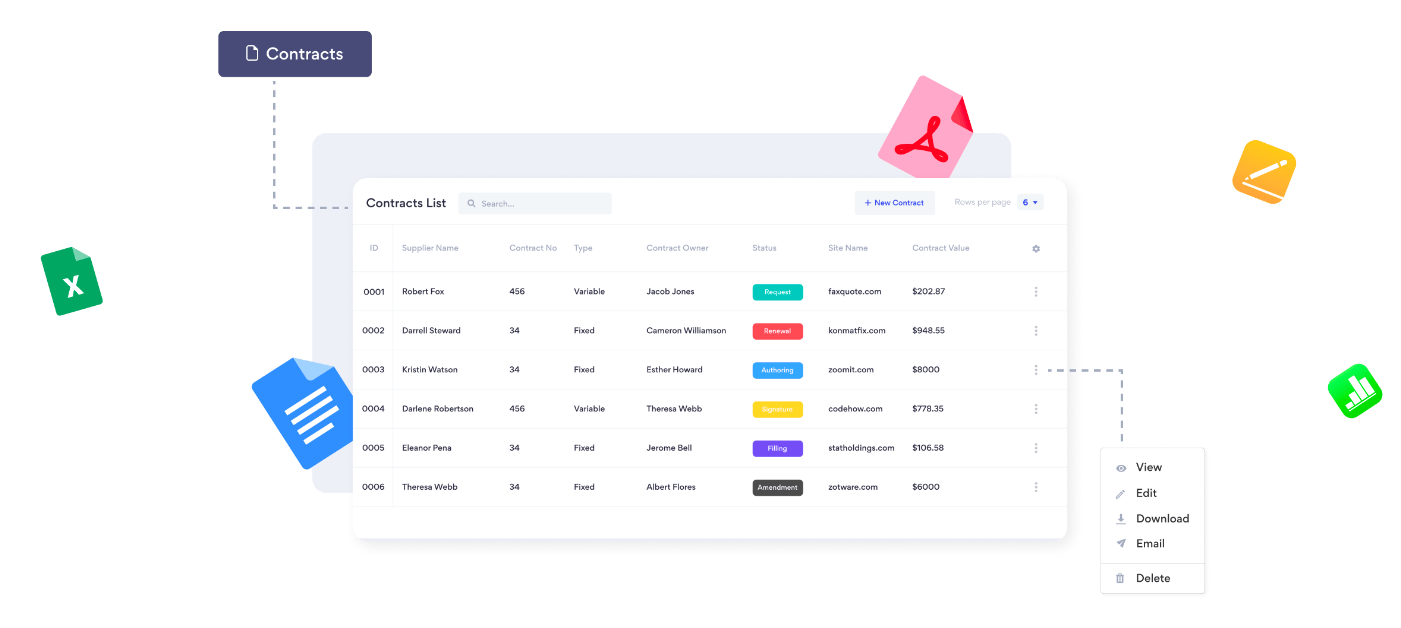 Contracts
Contracts List Search... + New Contract Rows per page 6
ID Supplier Name Contract No Type Contract Owner Status Site Name Contract Value
0001 Robert Fox 456 Variable Jacob Jones Request faxquote.com $202.87
0002 Darrell Steward 34 Fixed Cameron Williamson Renewal konmatfix.com $948.55
0003 Kristin Watson 34 Fixed Esther Howard Authoring zoomit.com $8000
0004 Darlene Robertson 456 Variable Theresa Webb Signature codehow.com $778.35
0005 Eleanor Pena 34 Fixed Jerome Bell Filling statholdings.com $106.58
0006 Theresa Webb 34 Fixed Albert Flores Amendment zotware.com $6000
View
Edit
Download
Email
Delete
X